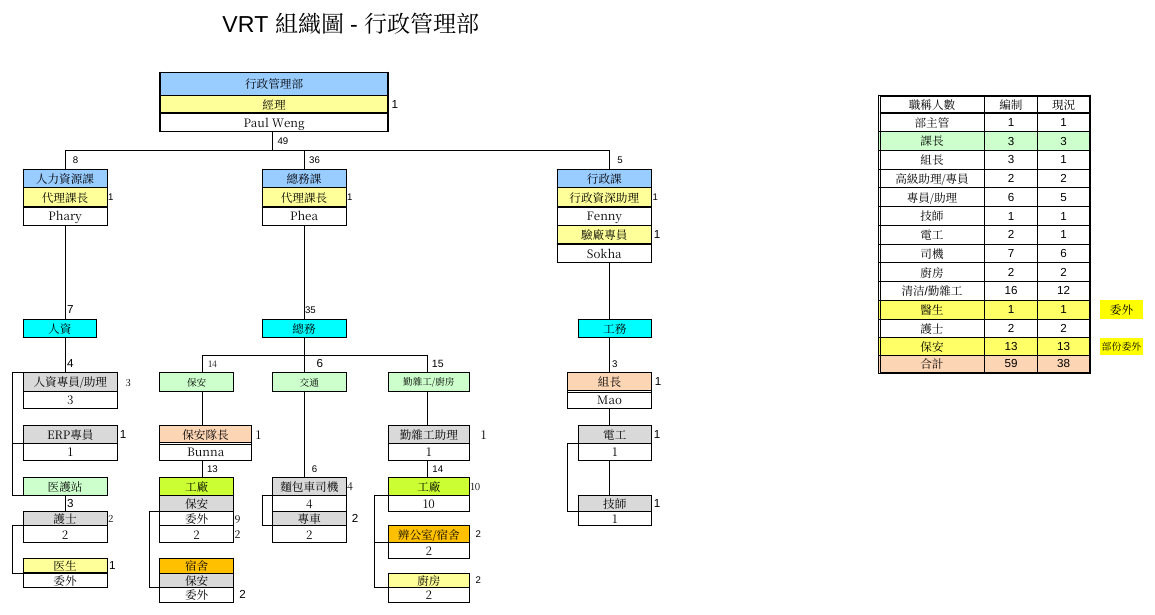 VRT 組織圖 - 行政管理部
行政管理部
經理 1
Paul Weng
49
8 36 5
人力資源課 總務課 行政課
代理課長 1 代理課長 1 行政資深助理 1
Phary Phea Fenny
驗廠專員 1
Sokha
7 35
人資 總務 工務
4 14 6 15 3
人資專員/助理 3 保安 交通 勤雜工/廚房 組長 1
3 Mao
ERP專員 1 保安隊長 1 勤雜工助理 1 電工 1
1 Bunna 1 1
13 6 14
医護站 工廠 麵包車司機 4 工廠 10
3 保安 4 10 技師 1
護士 2 委外 9 專車 2 1
2 2 2 2 辨公室/宿舍 2
2
医生 1 宿舍
委外 保安 廚房 2
委外 2 2
職稱人數 編制 現況
部主管 1 1
課長 3 3
組長 3 1
高級助理/專員 2 2
專員/助理 6 5
技師 1 1
電工 2 1
司機 7 6
廚房 2 2
清洁/勤雜工 16 12
醫生 1 1 委外
護士 2 2
保安 13 13 部份委外
合計 59 38